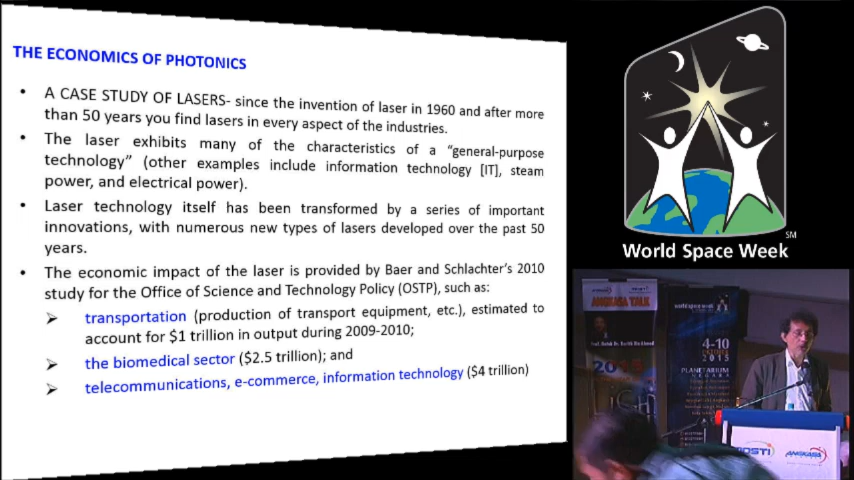 THE ECONOMICS OF PHOTONICS
• A CASE STUDY OF LASERS- since the invention of laser in 1960 and after more
than 50 years you find lasers in every aspect of the industries.
• The laser exhibits many of the characteristics of a "general-purpose
technology" (other examples include information technology [IT], steam
power, and electrical power).
• Laser technology itself has been transformed by a series of important
innovations, with numerous new types of lasers developed over the past 50
years.
• The economic impact of the laser is provided by Baer and Schlachter's 2010
study for the Office of Science and Technology Policy (OSTP), such as:
➢ transportation (production of transport equipment, etc.), estimated to
account for $1 trillion in output during 2009-2010;
➢ the biomedical sector ($2.5 trillion); and
➢ telecommunications, e-commerce, information technology ($4 trillion)
SM
World Space Week
ANGKASA TALK
4-10
2015
PLANETARIUM
NEGARA
ANGKASA